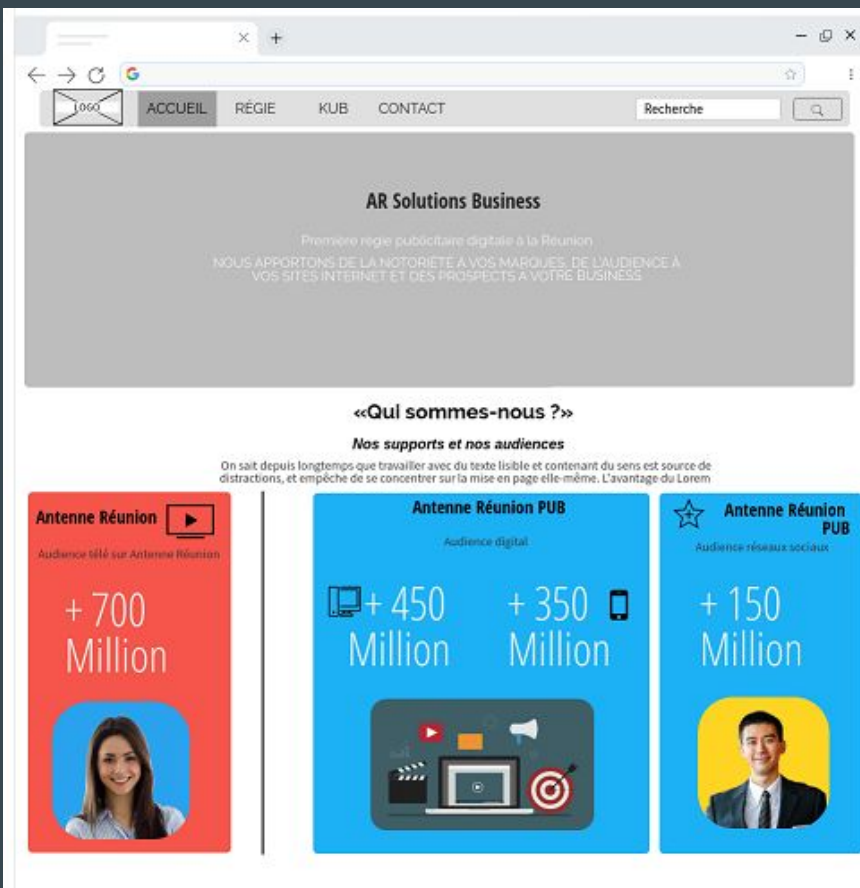 LOGO
ACCUEIL
RÉGIE
KUB
CONTACT
Recherche
AR Solutions Business
Première régie publicitaire digitale à la Réunion
NOUS APPORTONS DE LA NOTORIÉTÉ À VOS MARQUES, DE L'AUDIENCE À
VOS SITES INTERNET ET DES PROSPECTS À VOTRE BUSINESS
«Qui sommes-nous ?»
Nos supports et nos audiences
On sait depuis longtemps que travailler avec du texte lisible et contenant du sens est source de
distractions, et empêche de se concentrer sur la mise en page elle-même. L'avantage du Lorem
Antenne Réunion
Audience télé sur Antenne Réunion
+ 700
Million
Antenne Réunion PUB
Audience digital
+ 450
Million
+ 350
Million
Antenne Réunion
PUB
Audience réseaux sociaux
+ 150
Million